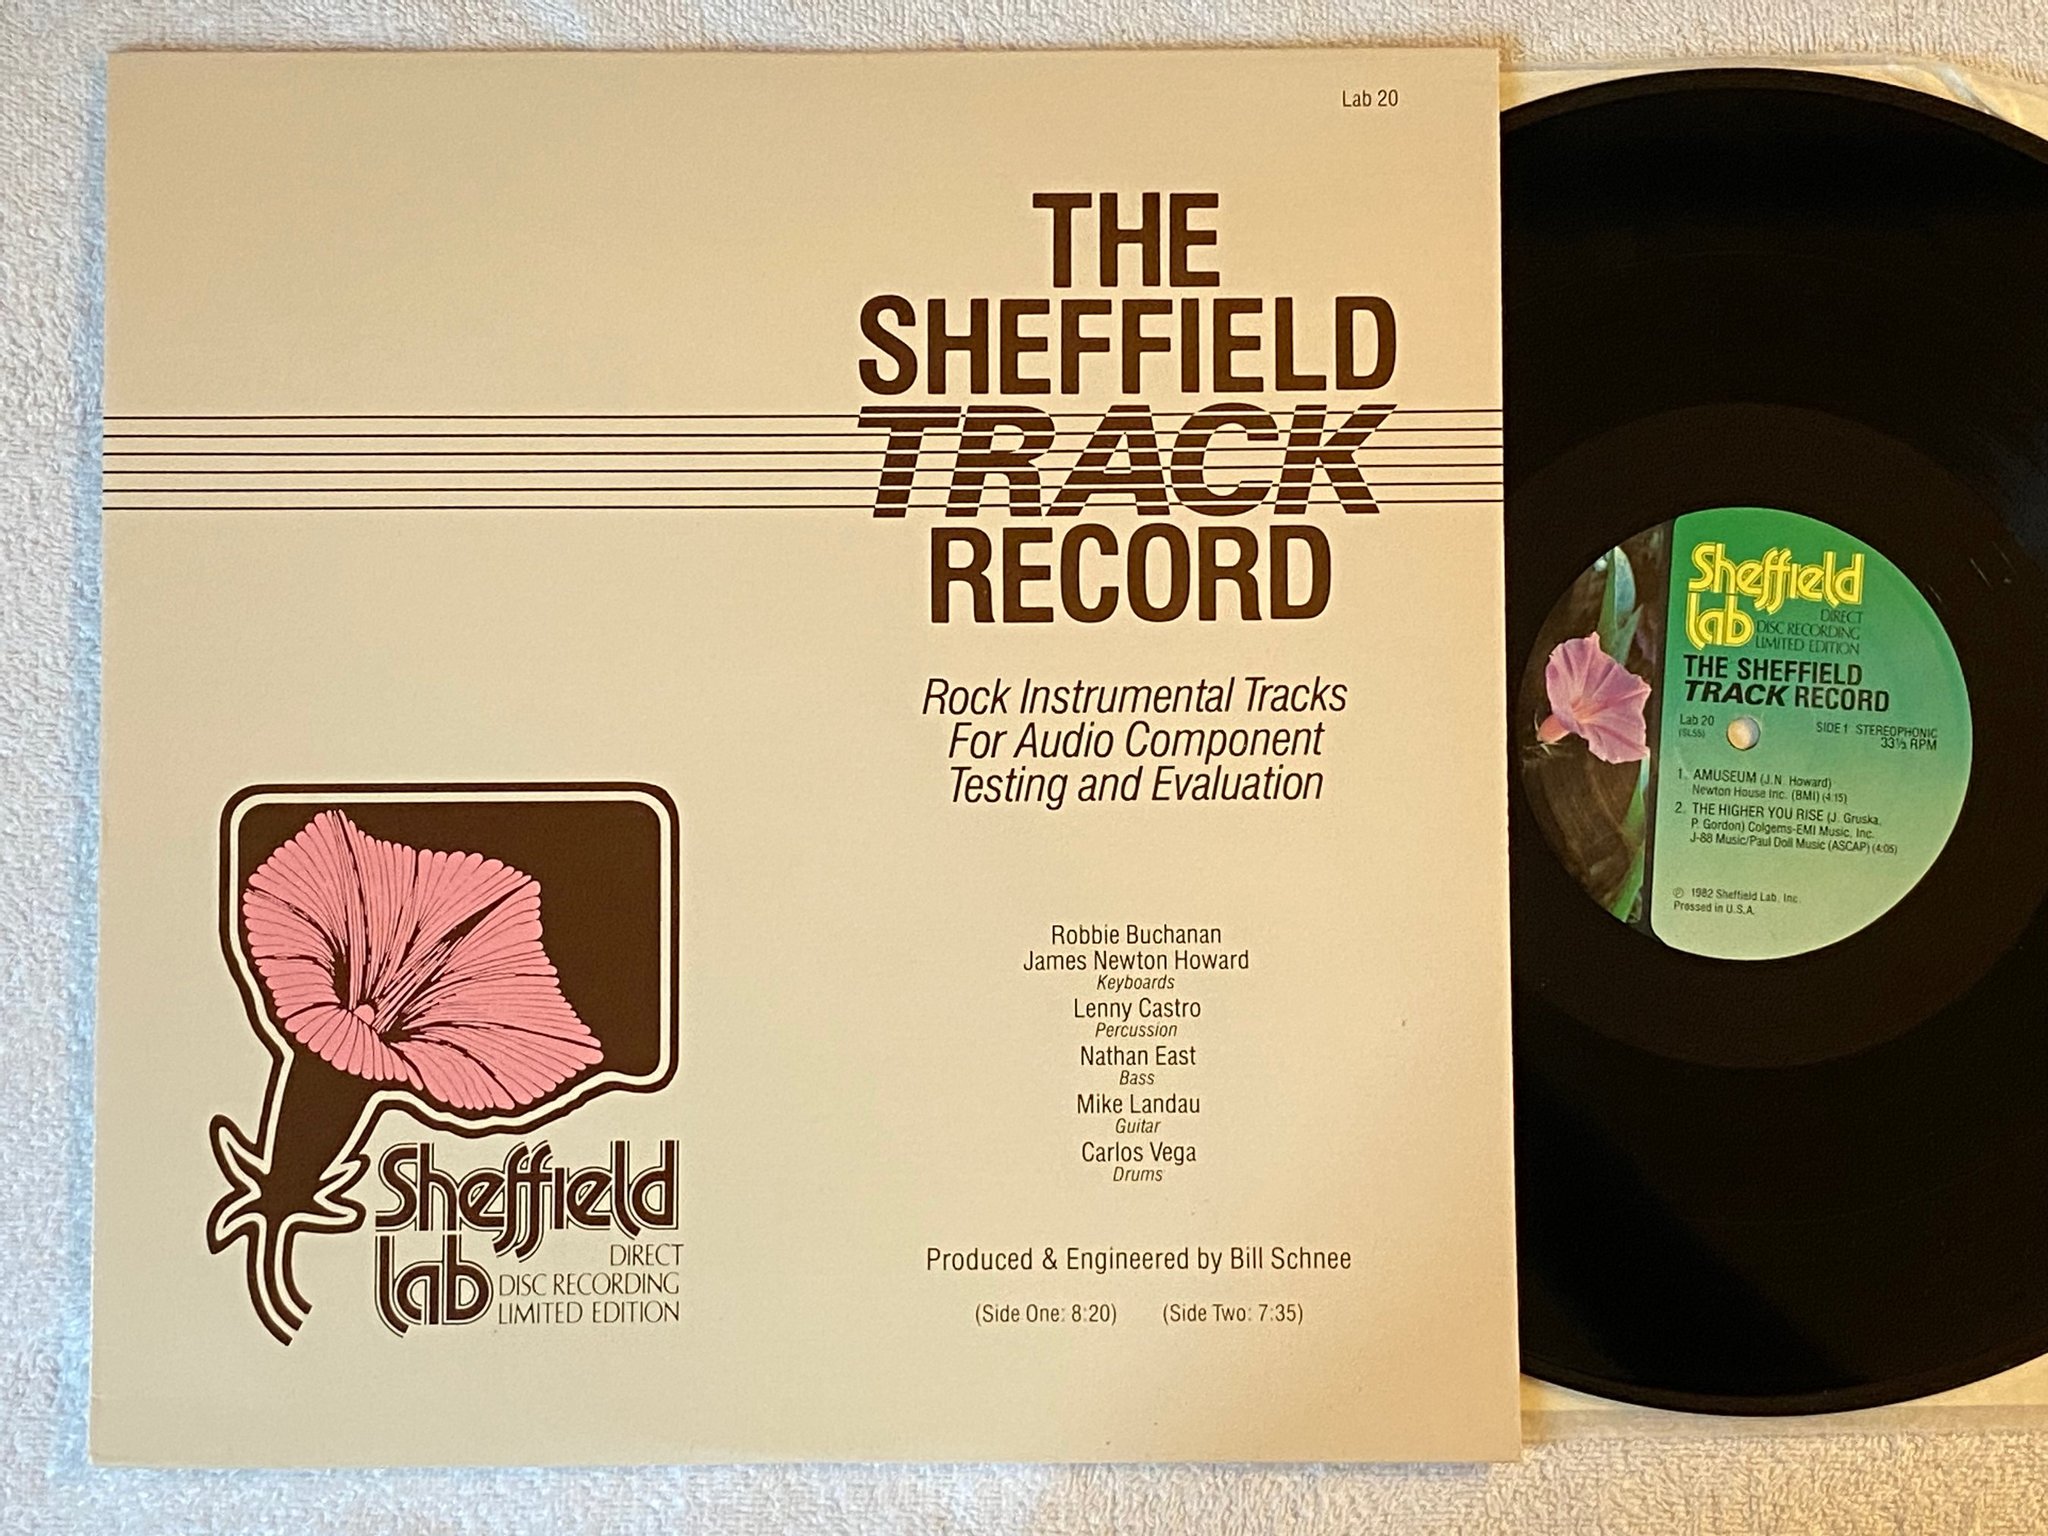 Lab 20
THE
SHEFFIELD
TRACK
RECORD
Rock Instrumental Tracks
For Audio Component
Testing and Evaluation
Robbie Buchanan
James Newton Howard
Keyboards
Lenny Castro
Percussion
Nathan East
Bass
Mike Landau
Guitar
Carlos Vega
Drums
Produced & Engineered by Bill Schnee
(Side One: 8:20) (Side Two: 7:35)
Sheffield
Lab
DIRECT
DISC RECORDING
LIMITED EDITION
Sheffield
Lab
DIRECT
DISC RECORDING
LIMITED EDITION
THE SHEFFIELD
TRACK RECORD
Lab 20
(SL55)
SIDE 1 STEREOPHONIC
33⅓ RPM
1. AMUSEUM (J.N. Howard)
Newton House Inc. (BMI) (4:15)
2. THE HIGHER YOU RISE (J. Gruska,
P. Gordon) Colgems-EMI Music, Inc.
J-88 Music/Paul Doll Music (ASCAP) (4:05)
℗ 1982 Sheffield Lab, Inc.
Pressed in U.S.A.